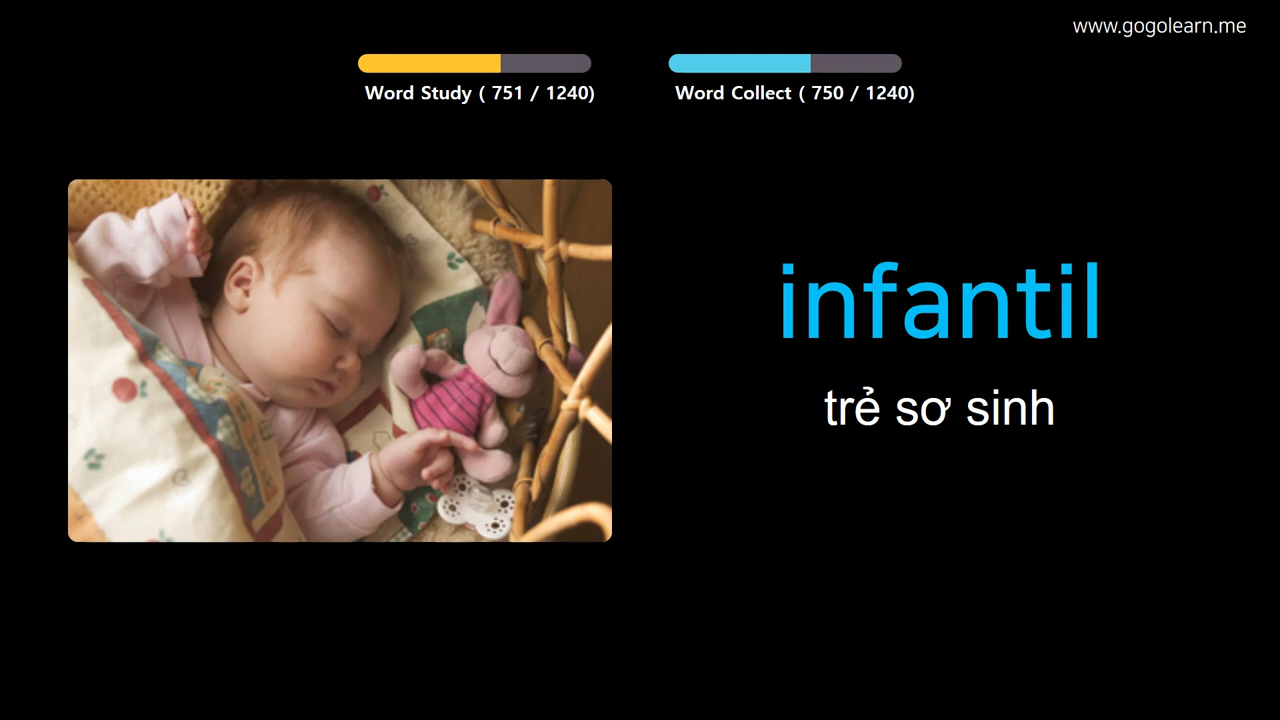 www.gogolearn.me
Word Study ( 751 / 1240)
Word Collect ( 750 / 1240)
infantil
trẻ sơ sinh